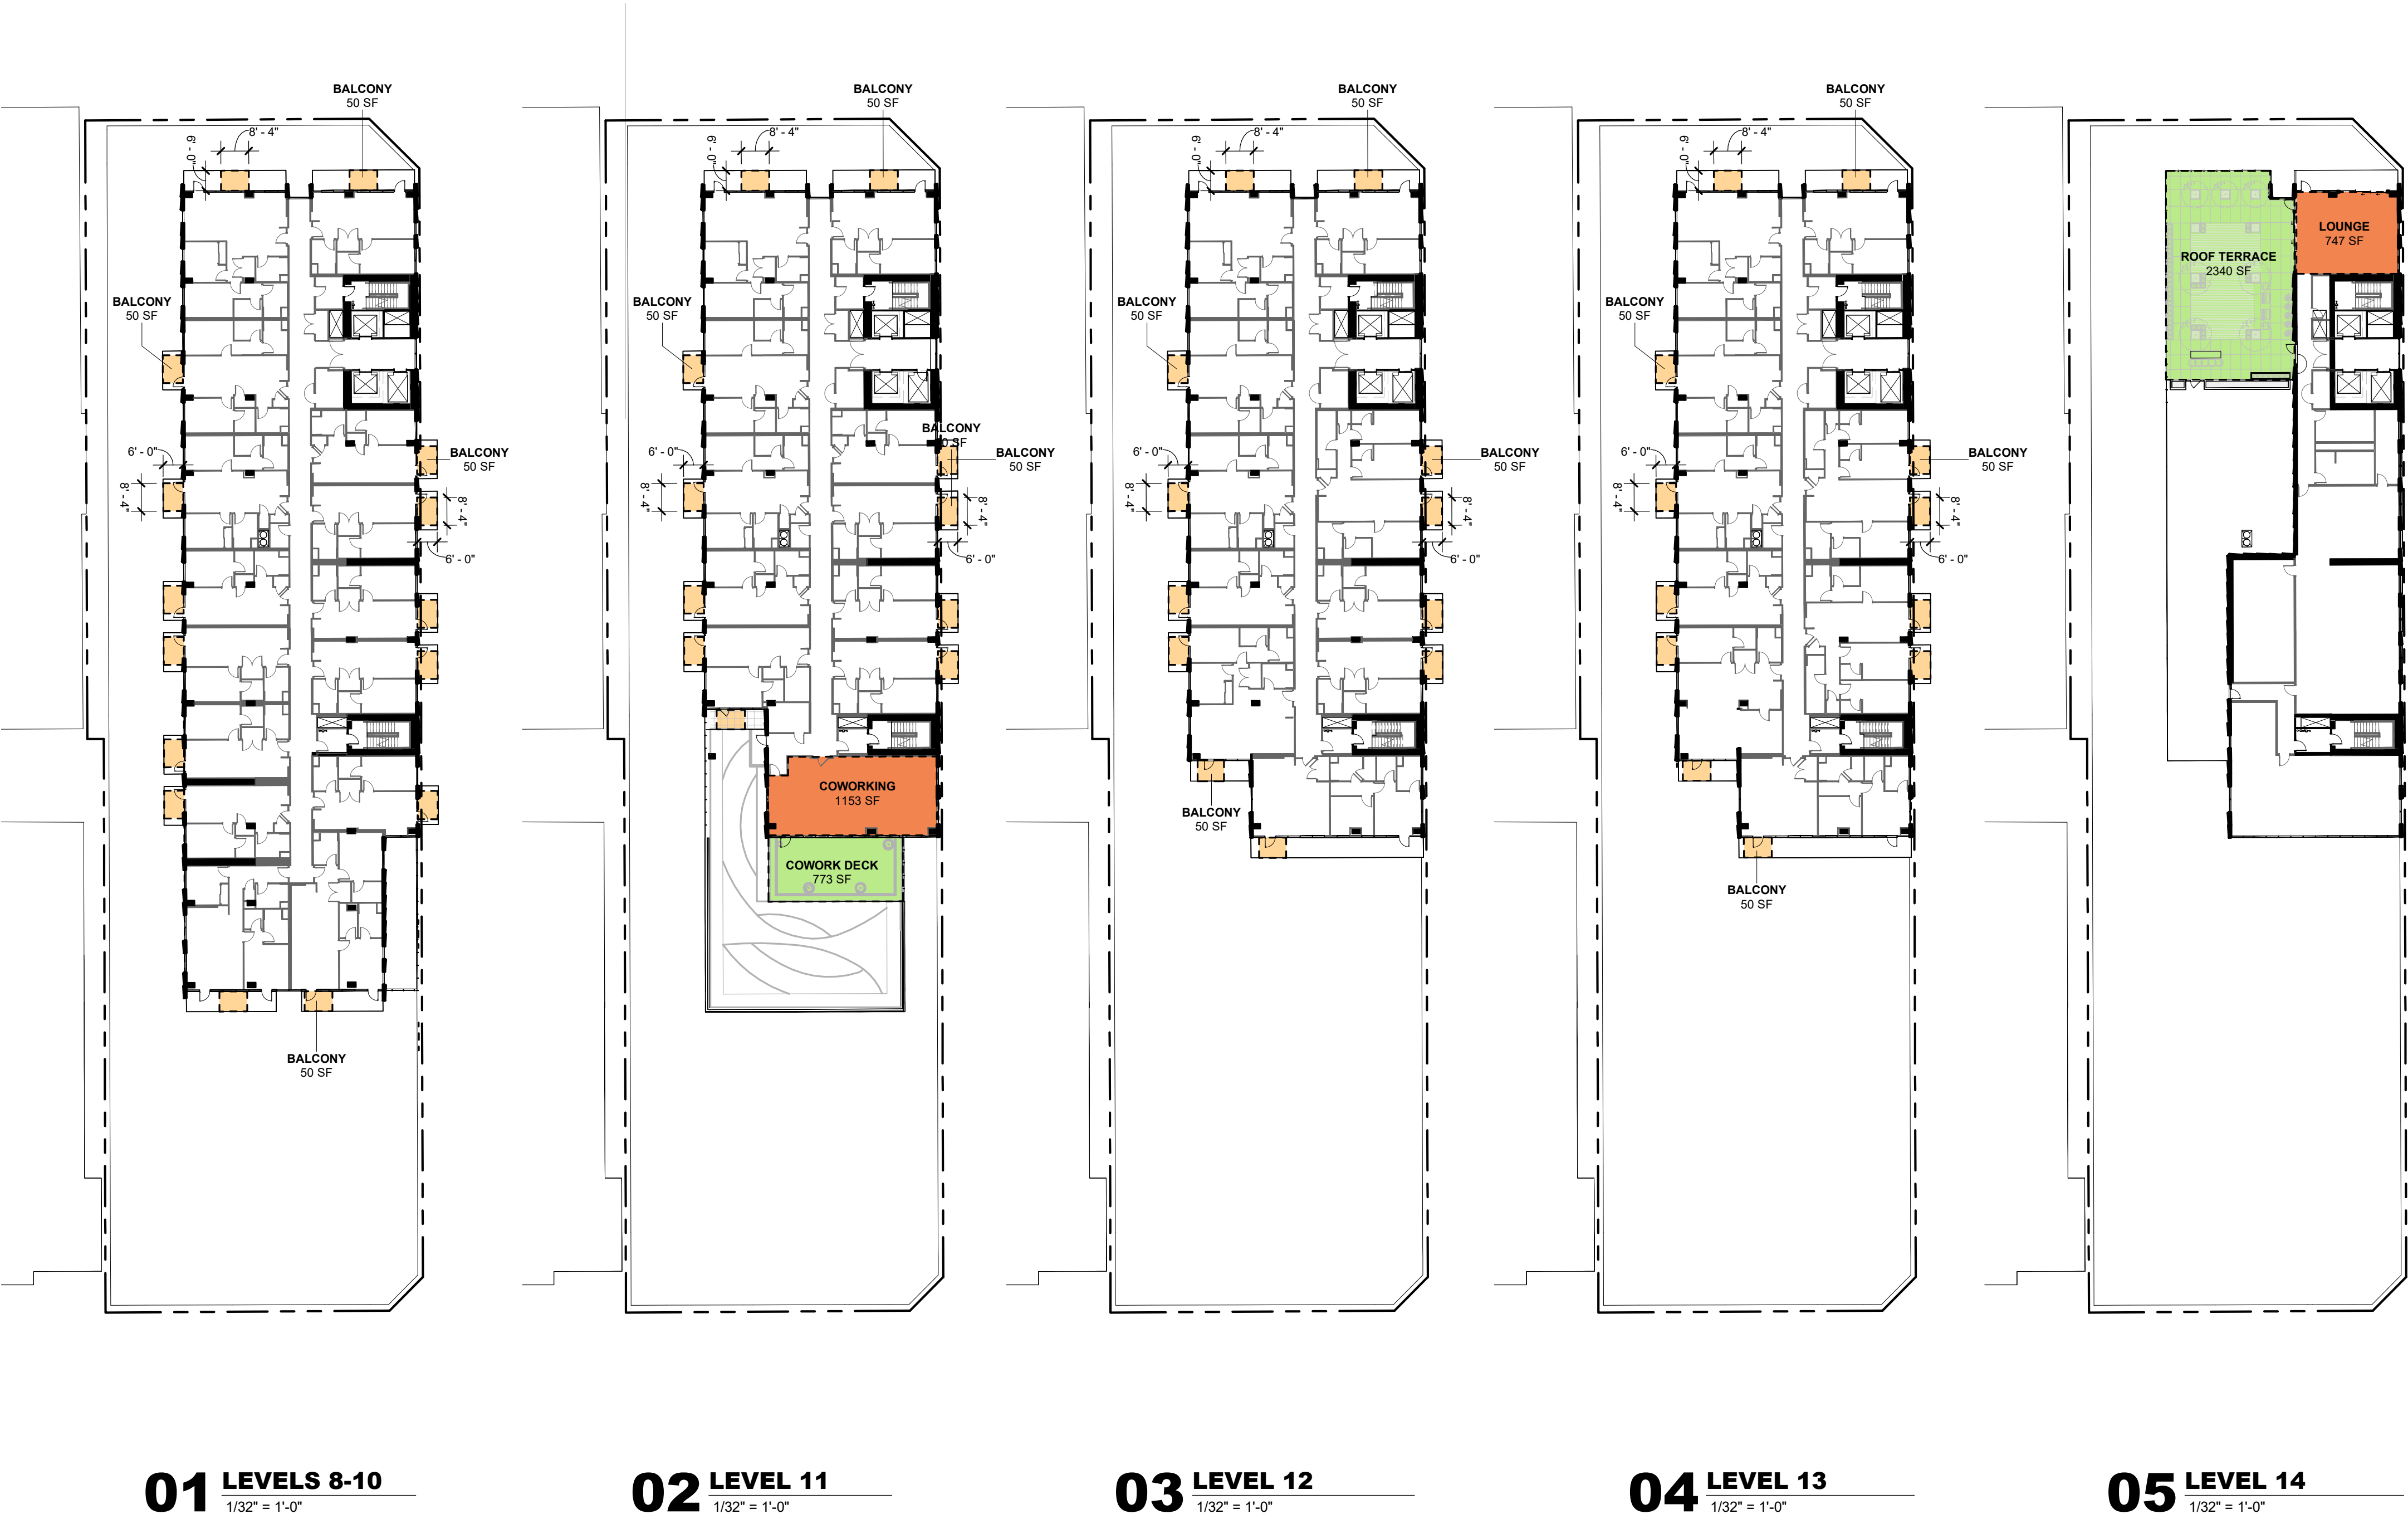 BALCONY
50 SF
8' - 4"
6' - 0"
BALCONY
50 SF
6' - 0"
8' - 4"
BALCONY
50 SF
8' - 4"
6' - 0"
BALCONY
50 SF
01 LEVELS 8-10
1/32" = 1'-0"
BALCONY
50 SF
8' - 4"
6' - 0"
BALCONY
50 SF
BALCONY
SF
6' - 0"
8' - 4"
BALCONY
50 SF
8' - 4"
6' - 0"
COWORKING
1153 SF
COWORK DECK
773 SF
02 LEVEL 11
1/32" = 1'-0"
BALCONY
50 SF
8' - 4"
6' - 0"
BALCONY
50 SF
6' - 0"
8' - 4"
BALCONY
50 SF
8' - 4"
6' - 0"
BALCONY
50 SF
03 LEVEL 12
1/32" = 1'-0"
BALCONY
50 SF
8' - 4"
6' - 0"
BALCONY
50 SF
6' - 0"
8' - 4"
BALCONY
50 SF
8' - 4"
6' - 0"
BALCONY
50 SF
04 LEVEL 13
1/32" = 1'-0"
LOUNGE
747 SF
ROOF TERRACE
2340 SF
05 LEVEL 14
1/32" = 1'-0"